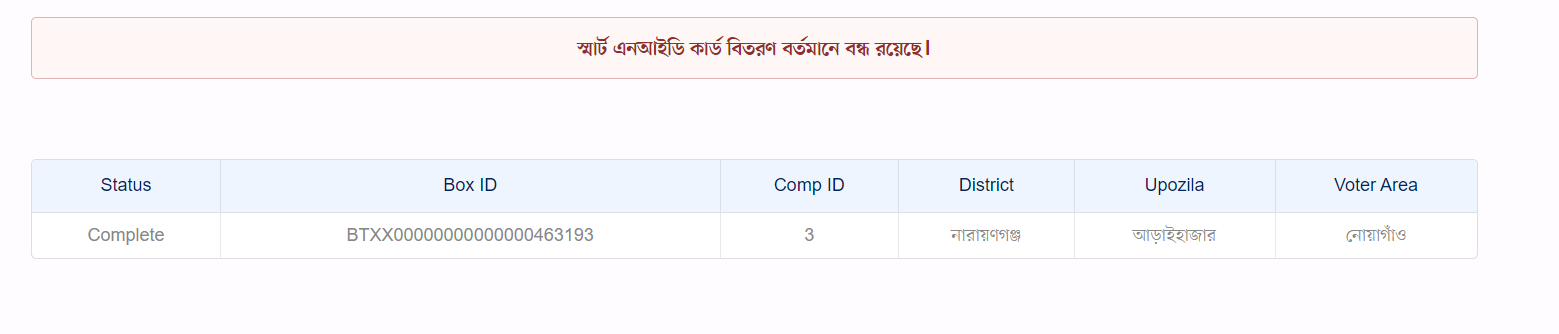 স্মার্ট এনআইডি কার্ড বিতরণ বর্তমানে বন্ধ রয়েছে।
Status Box ID Comp ID District Upozila Voter Area
Complete BTXX00000000000000463193 3 নারায়ণগঞ্জ আড়াইহাজার নোয়াগাঁও